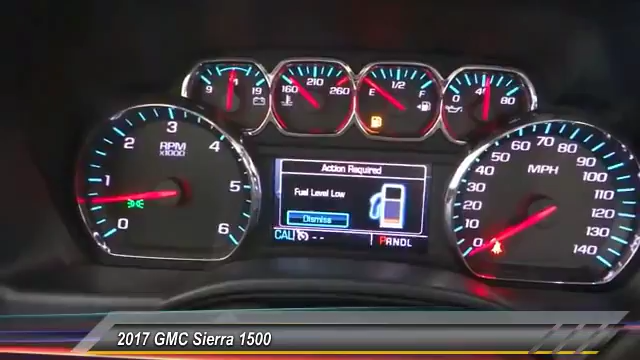 9 19
160 210 260
E 1/2 F
0 40 80
RPM
x1000
0 1 2 3 4 5 6
Action Required
Fuel Level Low
Dismiss
CAL -- PRNDL
MPH
0 20 30 40 50 60 70 80 90 100 110 120 130 140
2017 GMC Sierra 1500